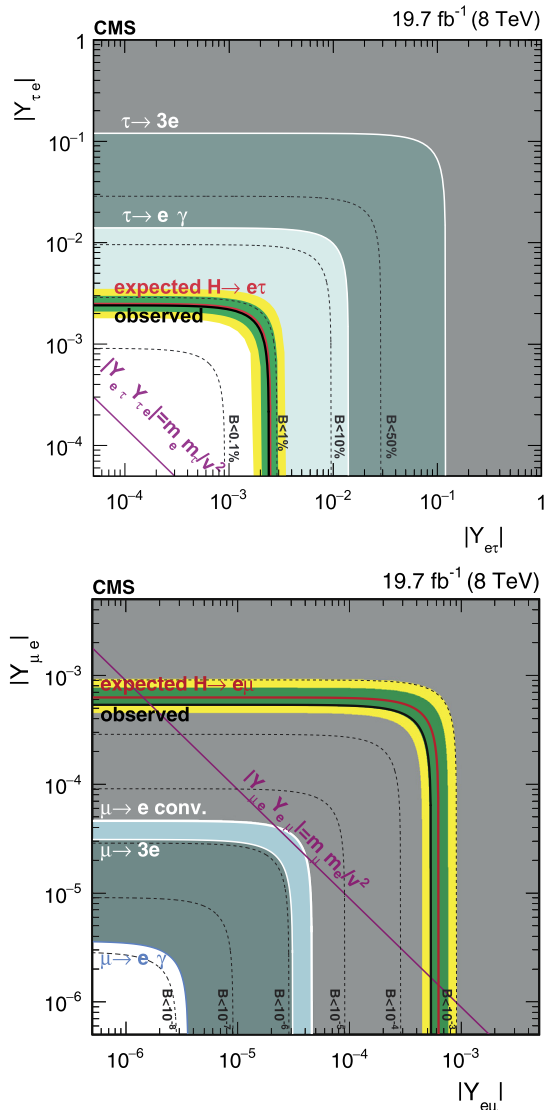 CMS 19.7 fb⁻¹ (8 TeV)
|Y_τe|
1
10⁻¹
10⁻²
10⁻³
10⁻⁴
τ→ 3e
τ→ e γ
expected H→ eτ
observed
|Y_eτ Y_τe|=m_e m_τ/v²
B<0.1%
B<1%
B<10%
B<50%
10⁻⁴ 10⁻³ 10⁻² 10⁻¹ 1
|Y_eτ|
CMS 19.7 fb⁻¹ (8 TeV)
|Y_μe|
10⁻³
10⁻⁴
10⁻⁵
10⁻⁶
expected H→ eμ
observed
|Y_μe Y_eμ|=m_μ m_e/v²
μ→ e conv.
μ→ 3e
μ→ e γ
B<10⁻⁸
B<10⁻⁷
B<10⁻⁶
B<10⁻⁵
B<10⁻⁴
B<10⁻³
10⁻⁶ 10⁻⁵ 10⁻⁴ 10⁻³
|Y_eμ|